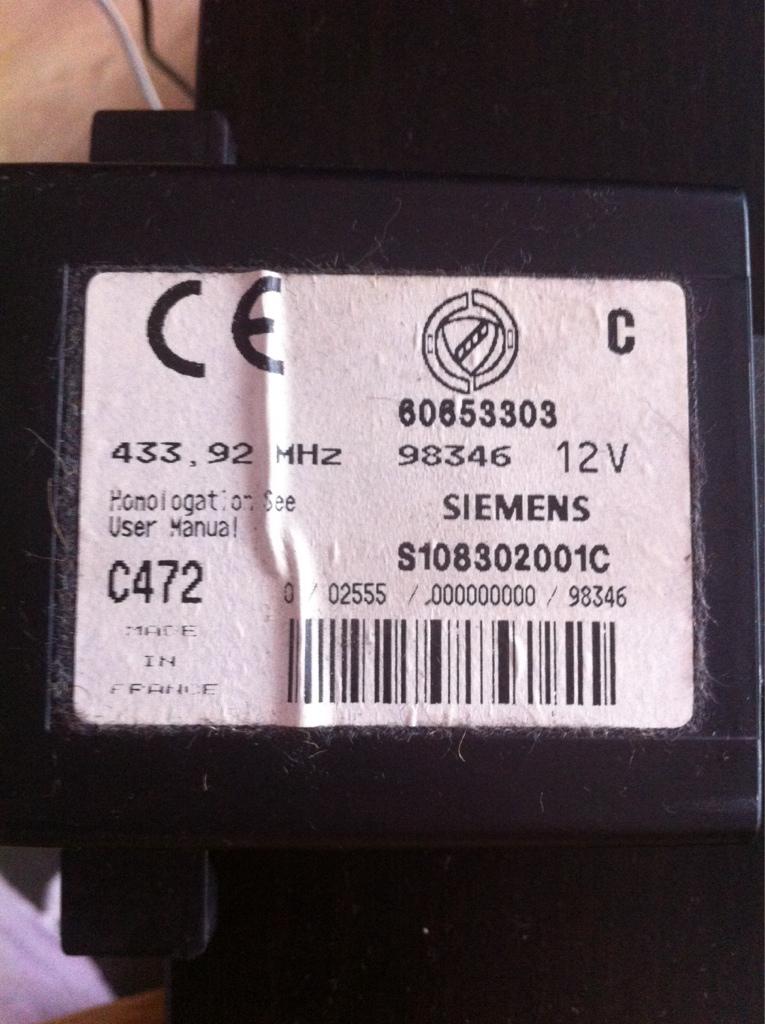 CE
C
60653303
433,92 MHz 98346 12V
Homologation See
User Manual
SIEMENS
S108302001C
C472
0 / 02555 / 000000000 / 98346
MADE
IN
FRANCE